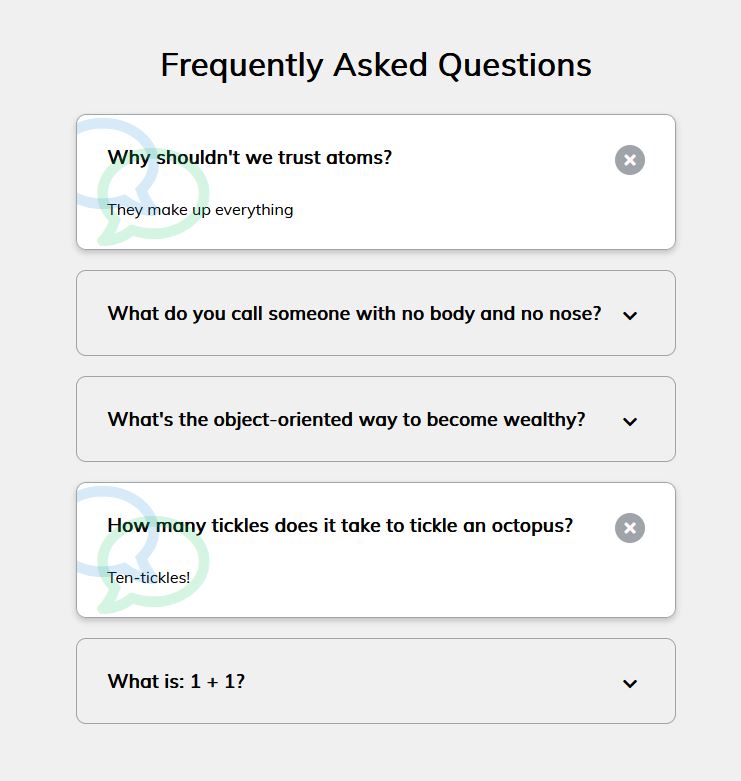 Frequently Asked Questions
Why shouldn't we trust atoms?
They make up everything
What do you call someone with no body and no nose?
What's the object-oriented way to become wealthy?
How many tickles does it take to tickle an octopus?
Ten-tickles!
What is: 1 + 1?